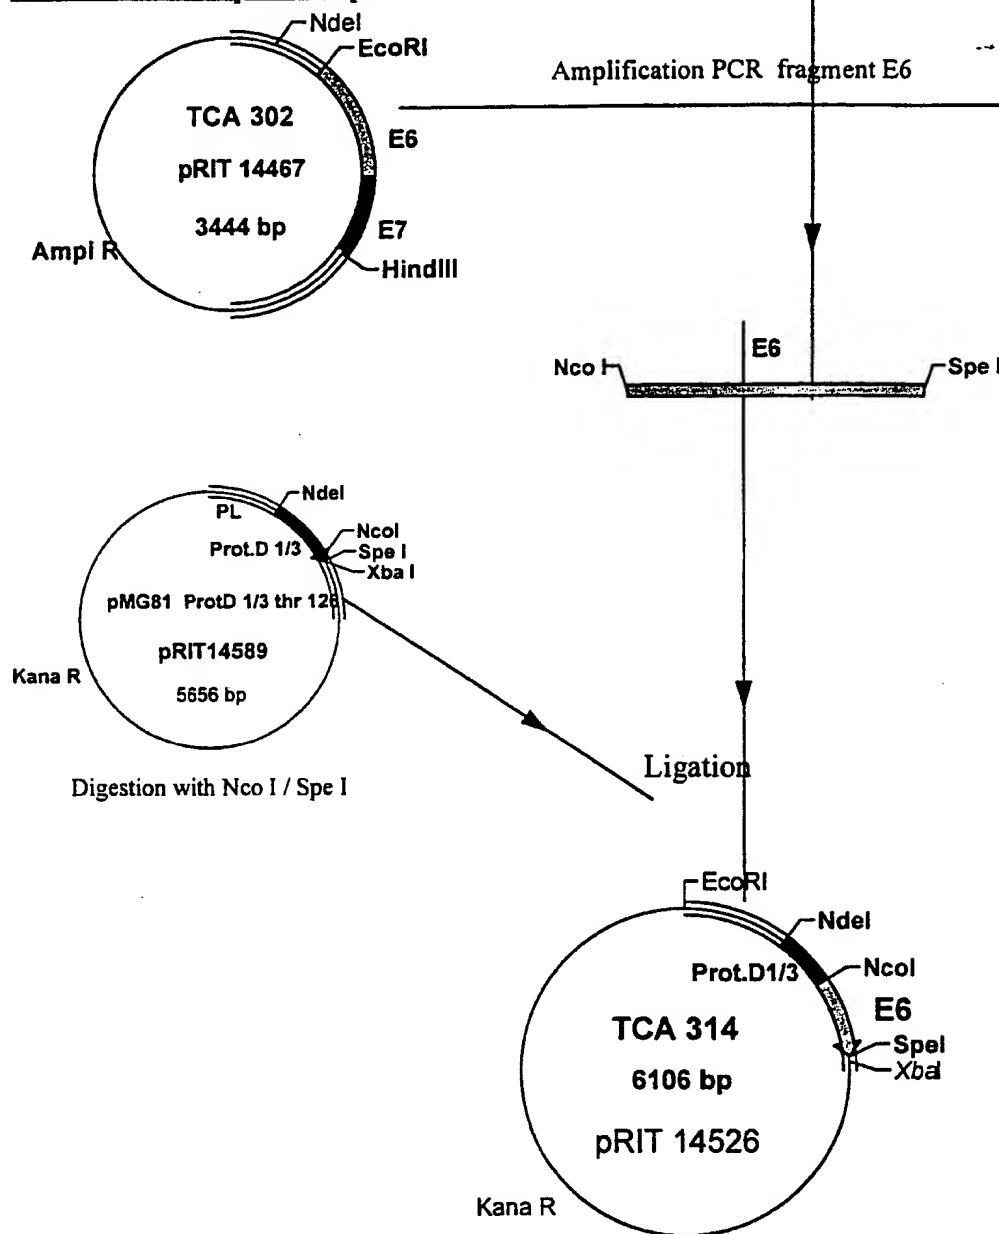 NdeI
EcoRI
Amplification PCR fragment E6
TCA 302
E6
pRIT 14467
3444 bp
E7
Ampi R
HindIII
E6
Nco I
Spe I
NdeI
PL
NcoI
Prot.D 1/3
Spe I
Xba I
pMG81 ProtD 1/3 thr 126
pRIT14589
Kana R
5656 bp
Ligation
Digestion with Nco I / Spe I
EcoRI
NdeI
Prot.D1/3
NcoI
E6
TCA 314
SpeI
XbaI
6106 bp
pRIT 14526
Kana R